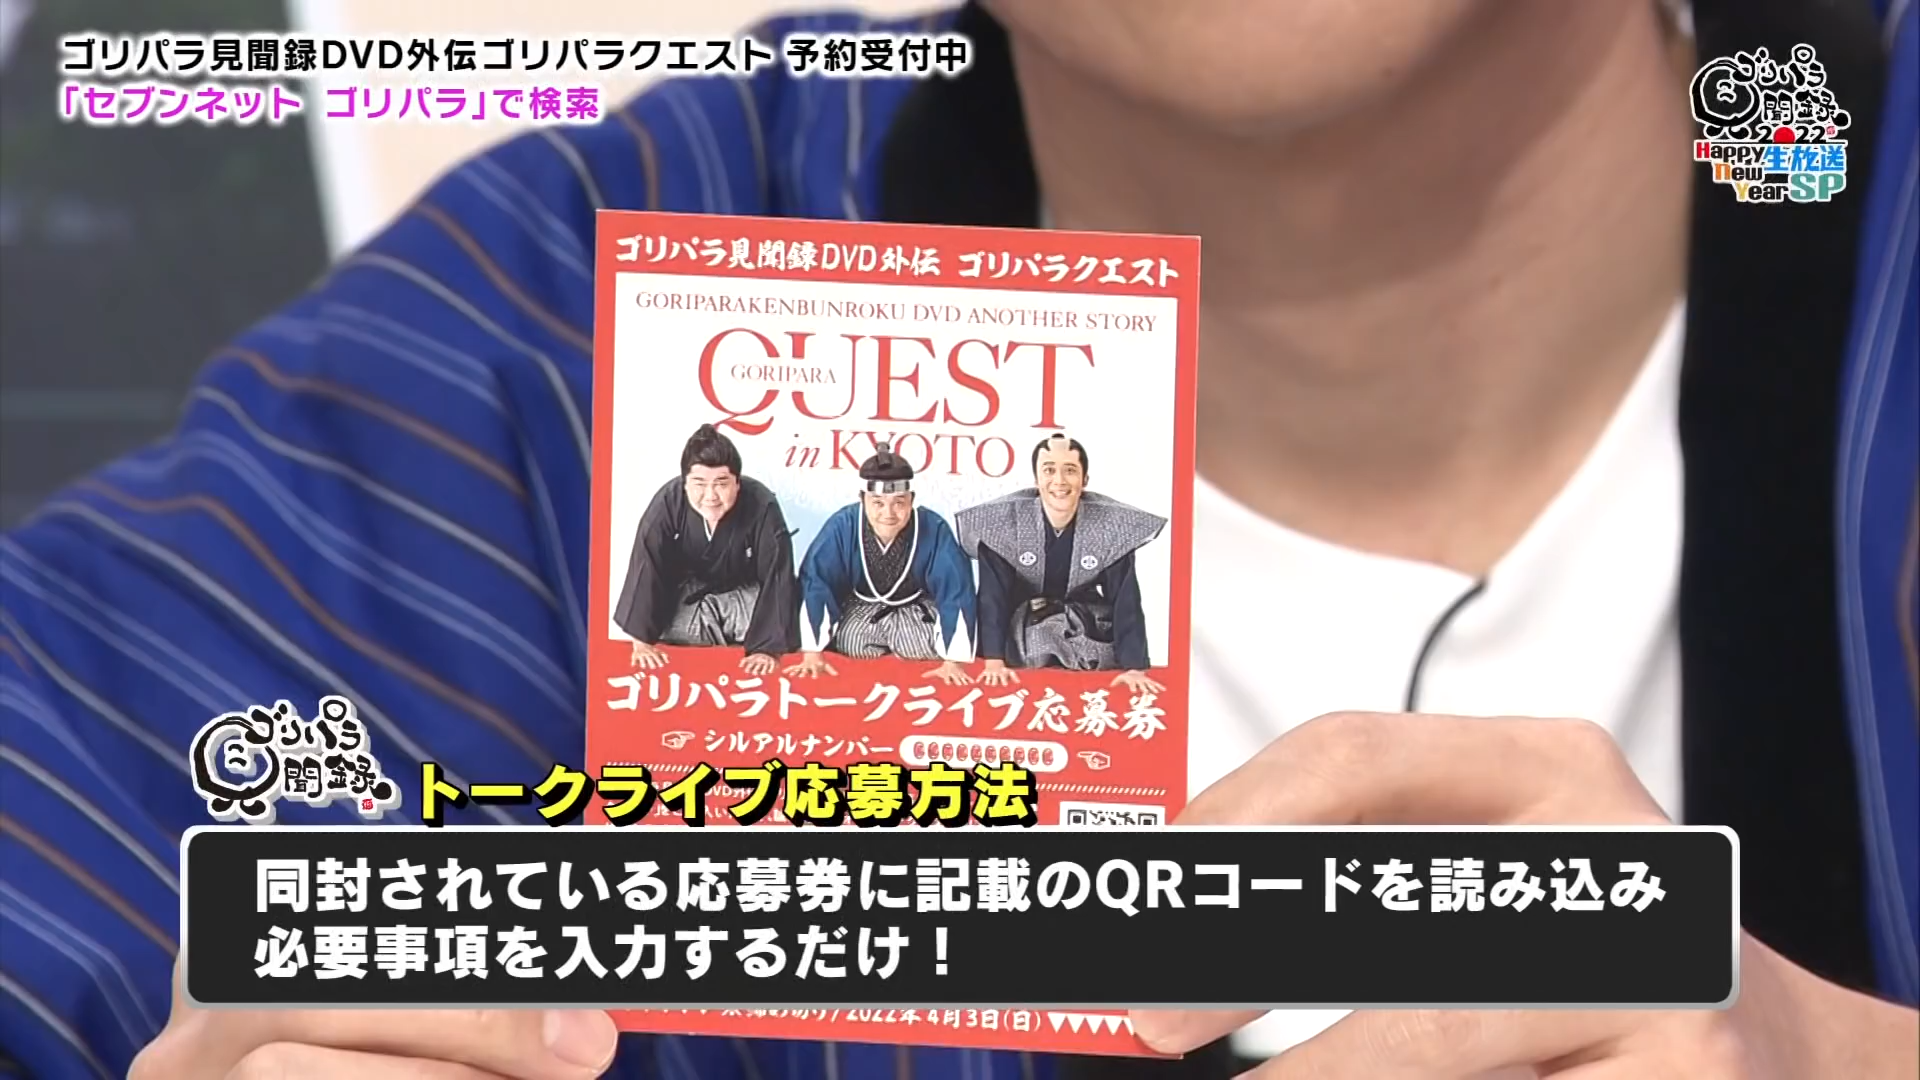 ゴリパラ見聞録DVD外伝ゴリパラクエスト 予約受付中
「セブンネット ゴリパラ」で検索
ゴリパラ
聞録
2022
Happy
New
Year
生放送
SP
ゴリパラ見聞録DVD外伝 ゴリパラクエスト
GORIPARAKENBUNROKU DVD ANOTHER STORY
QUEST
GORIPARA
in KYOTO
ゴリパラトークライブ応募券
シルアルナンバー
ゴリパラ
聞録
トークライブ応募方法
同封されている応募券に記載のQRコードを読み込み
必要事項を入力するだけ！
2022年4月3日(日)